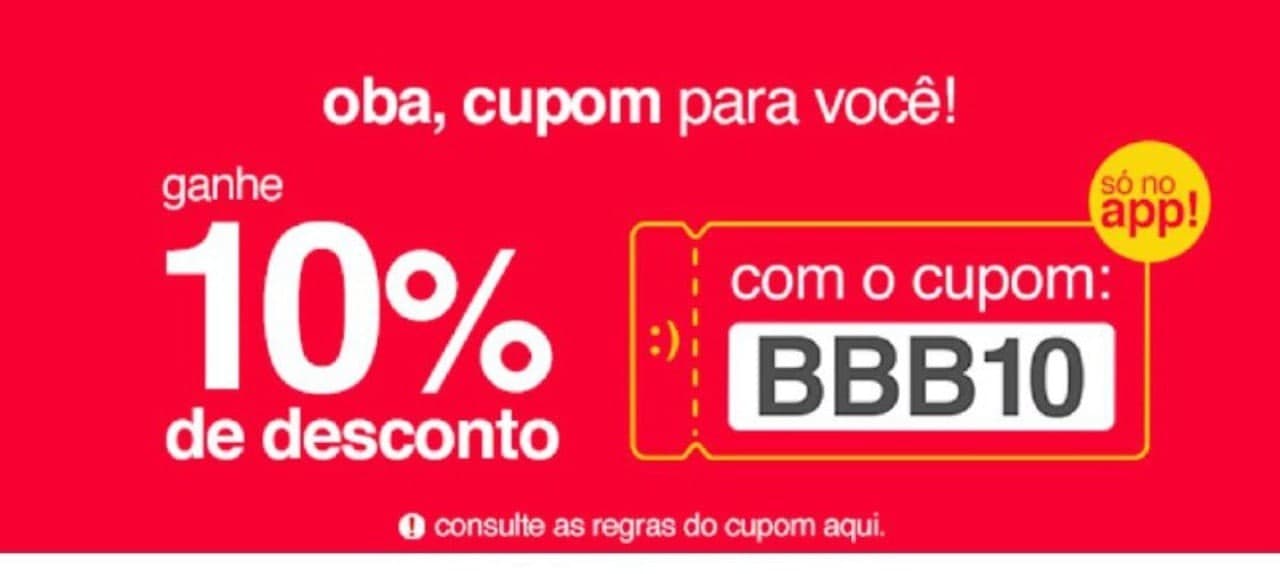 oba, cupom para você!
ganhe
10%
de desconto
só no
app!
:)
com o cupom:
BBB10
! consulte as regras do cupom aqui.